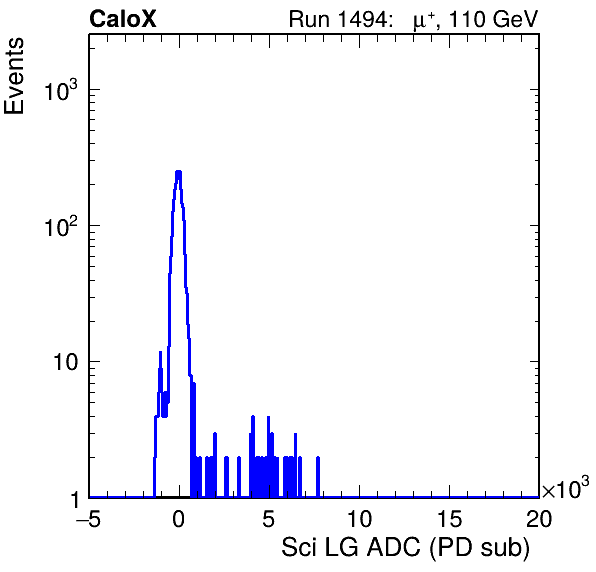 CaloX Run 1494: μ⁺, 110 GeV
Events
10³
10²
10
1
−5 0 5 10 15 20 ×10³
Sci LG ADC (PD sub)